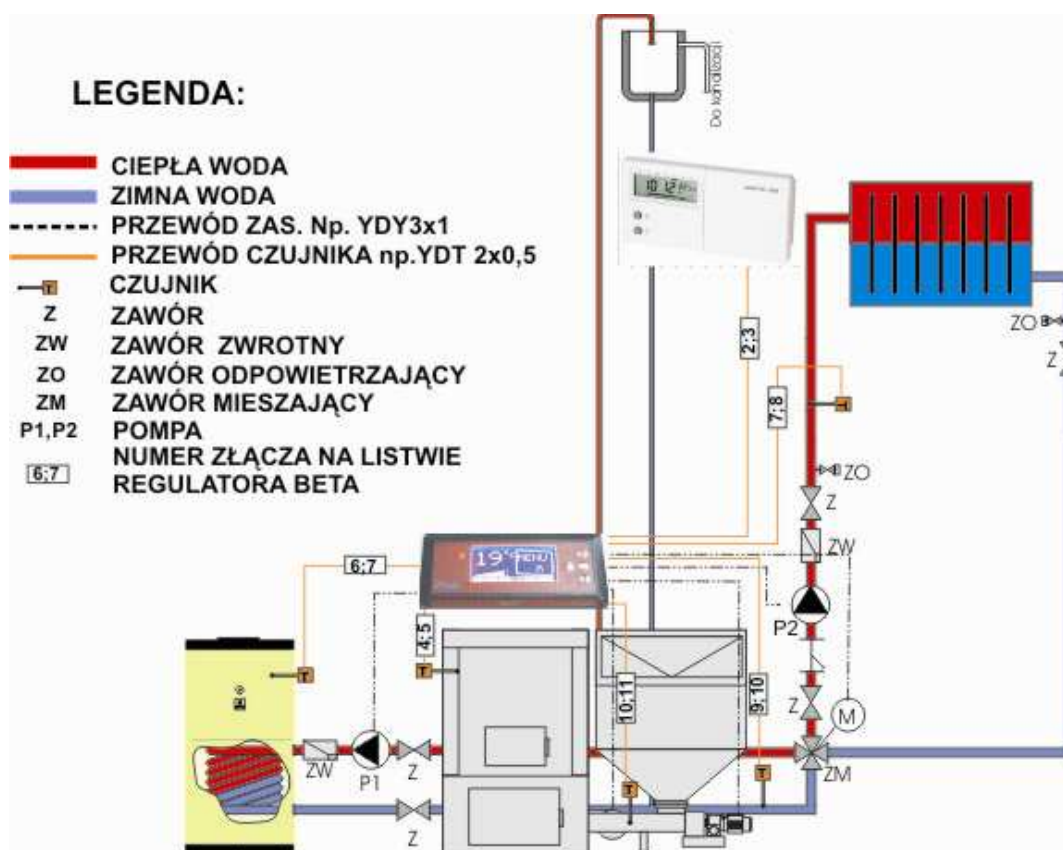 LEGENDA:
CIEPŁA WODA
ZIMNA WODA
PRZEWÓD ZAS. Np. YDY3x1
PRZEWÓD CZUJNIKA np.YDT 2x0,5
T CZUJNIK
Z ZAWÓR
ZW ZAWÓR ZWROTNY
ZO ZAWÓR ODPOWIETRZAJĄCY
ZM ZAWÓR MIESZAJĄCY
P1,P2 POMPA
6;7 NUMER ZŁĄCZA NA LISTWIE
REGULATORA BETA
Do kanalizacji
2;3
7;8
T
ZO
Z
ZO
Z
ZW
P2
Z
M
ZM
19°C MENU
6;7
4;5
10;11
9;10
T
T
T
T
ZW
P1
Z
Z
Z